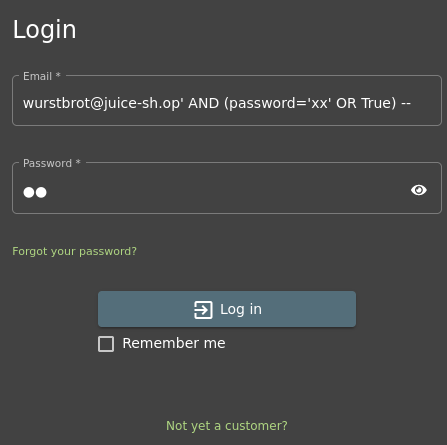 Login
Email *
wurstbrot@juice-sh.op' AND (password='xx' OR True) --
Password *
●●
Forgot your password?
Log in
Remember me
Not yet a customer?